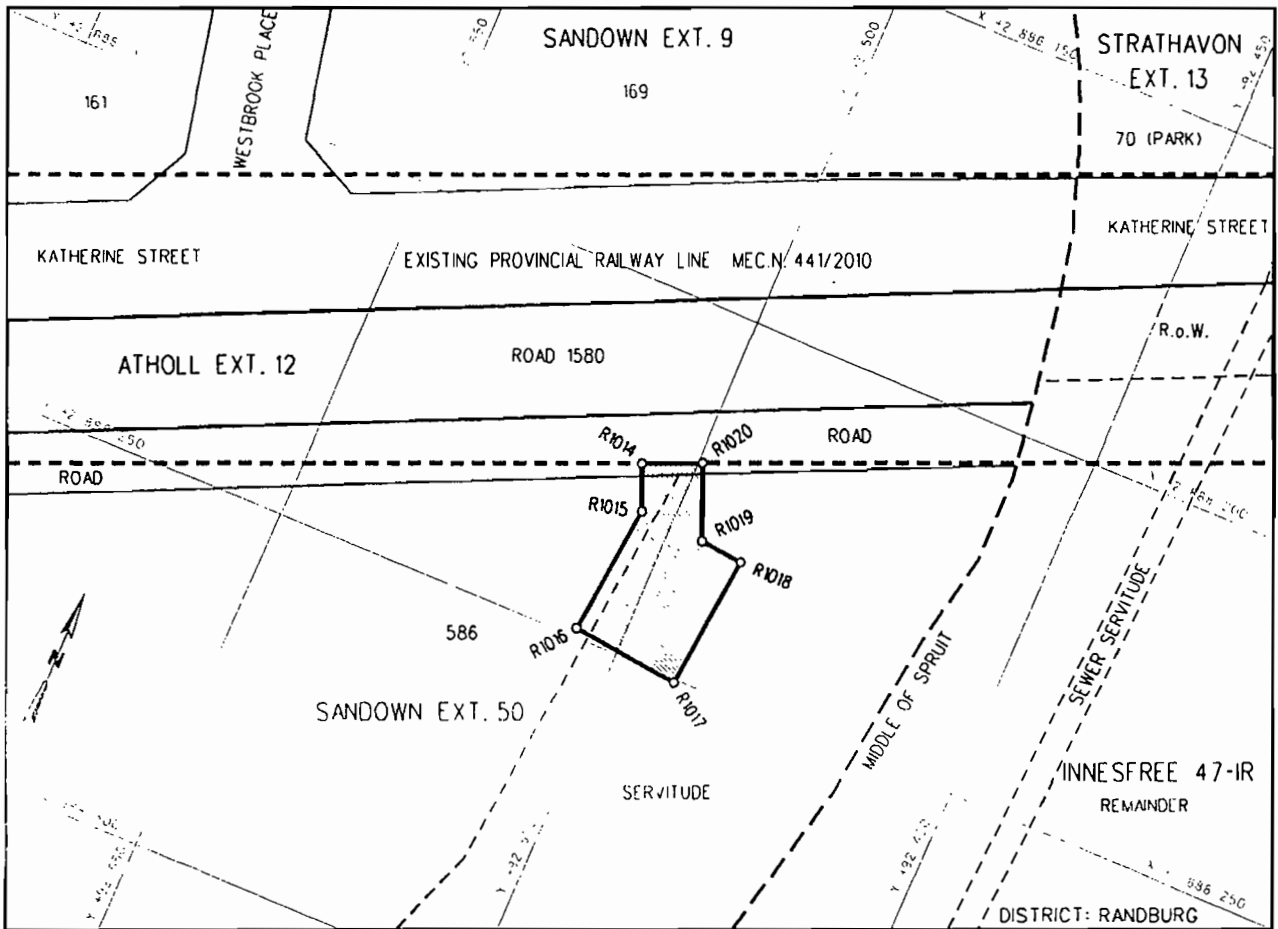 SANDOWN EXT. 9
STRATHAVON
EXT. 13
161
WESTBROOK PLACE
169
70 (PARK)
KATHERINE STREET
EXISTING PROVINCIAL RAILWAY LINE MEC.N. 441/2010
KATHERINE STREET
R.o.W.
ATHOLL EXT. 12
ROAD 1580
ROAD
ROAD
R1014
R1020
R1015
R1019
R1018
R1016
R1017
586
N
SANDOWN EXT. 50
SERVITUDE
MIDDLE OF SPRUIT
SEWER SERVITUDE
INNESFREE 47-IR
REMAINDER
DISTRICT: RANDBURG